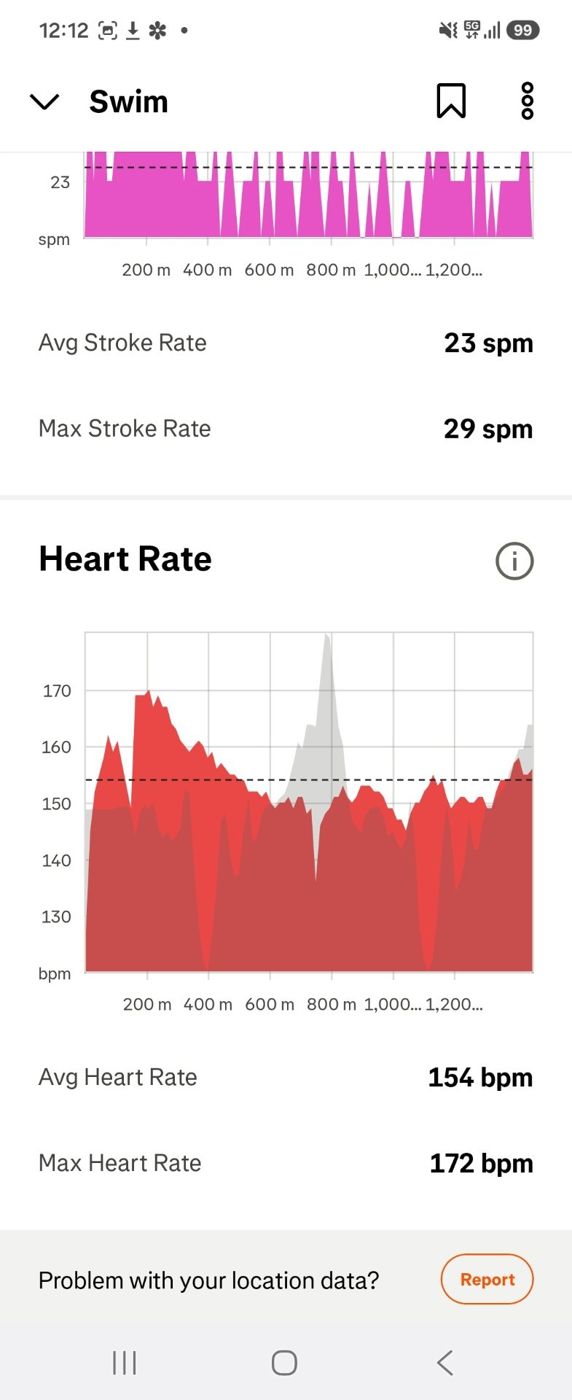 12:12
5G
99
Swim
23
spm
200 m 400 m 600 m 800 m 1,000... 1,200...
Avg Stroke Rate 23 spm
Max Stroke Rate 29 spm
Heart Rate
170
160
150
140
130
bpm
200 m 400 m 600 m 800 m 1,000... 1,200...
Avg Heart Rate 154 bpm
Max Heart Rate 172 bpm
Problem with your location data? Report